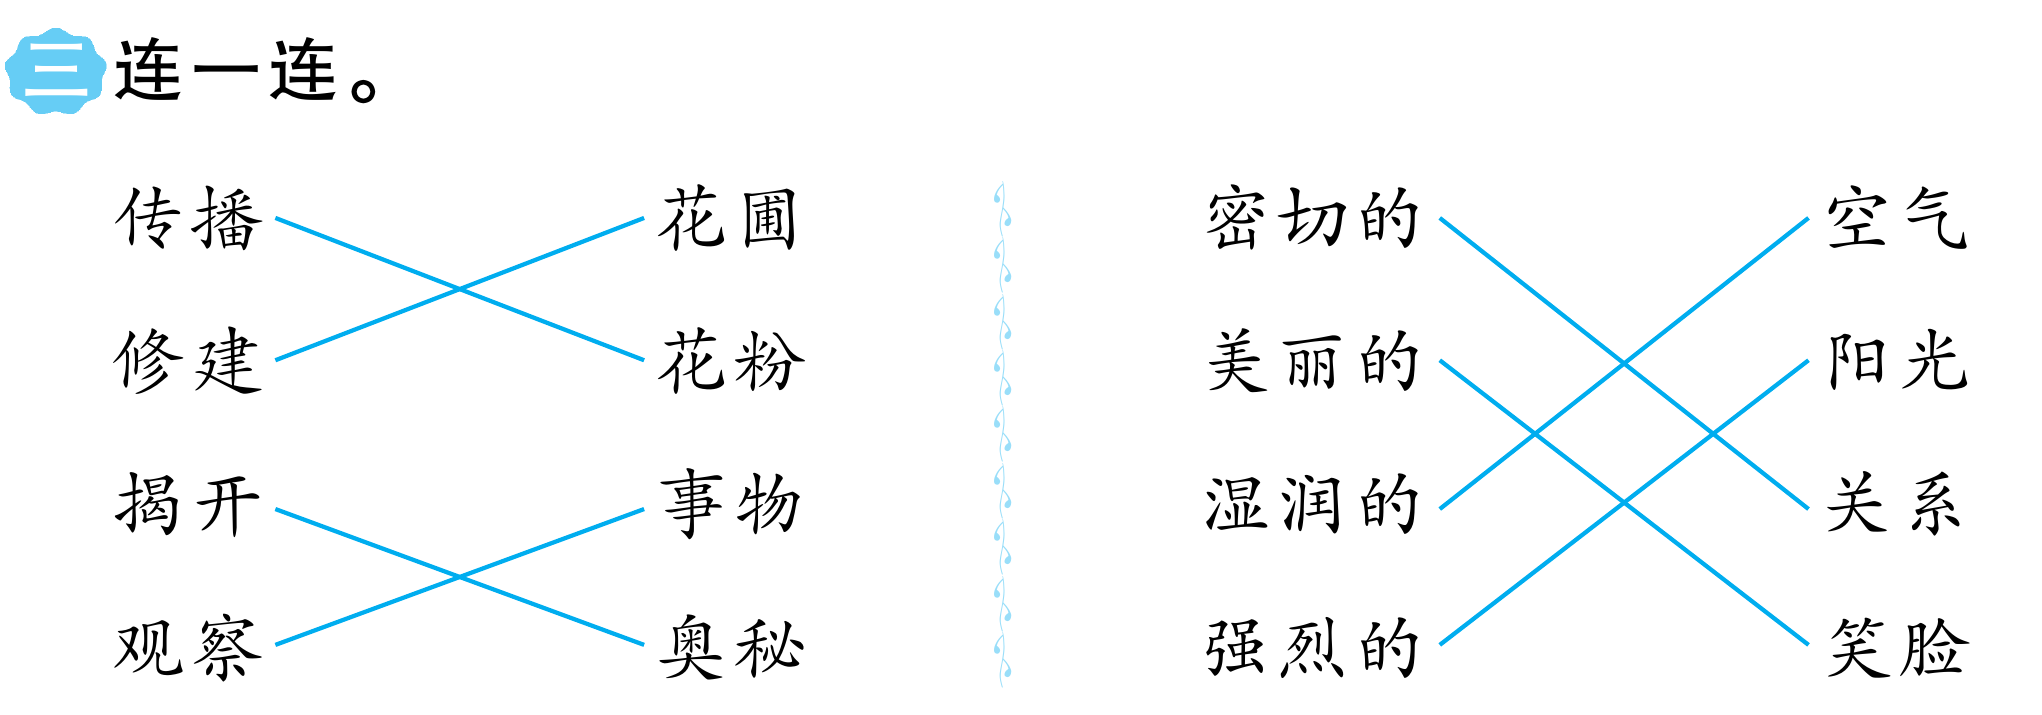 三 连一连。
传播 花圃 密切的 空气
修建 花粉 美丽的 阳光
揭开 事物 湿润的 关系
观察 奥秘 强烈的 笑脸